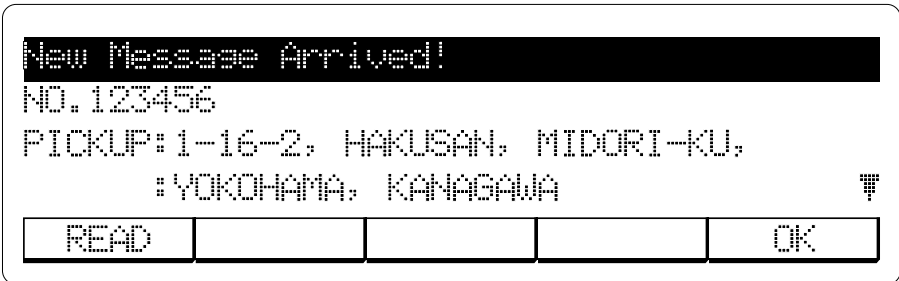 New Message Arrived!
NO.123456
PICKUP:1-16-2, HAKUSAN, MIDORI-KU,
:YOKOHAMA, KANAGAWA
READ OK